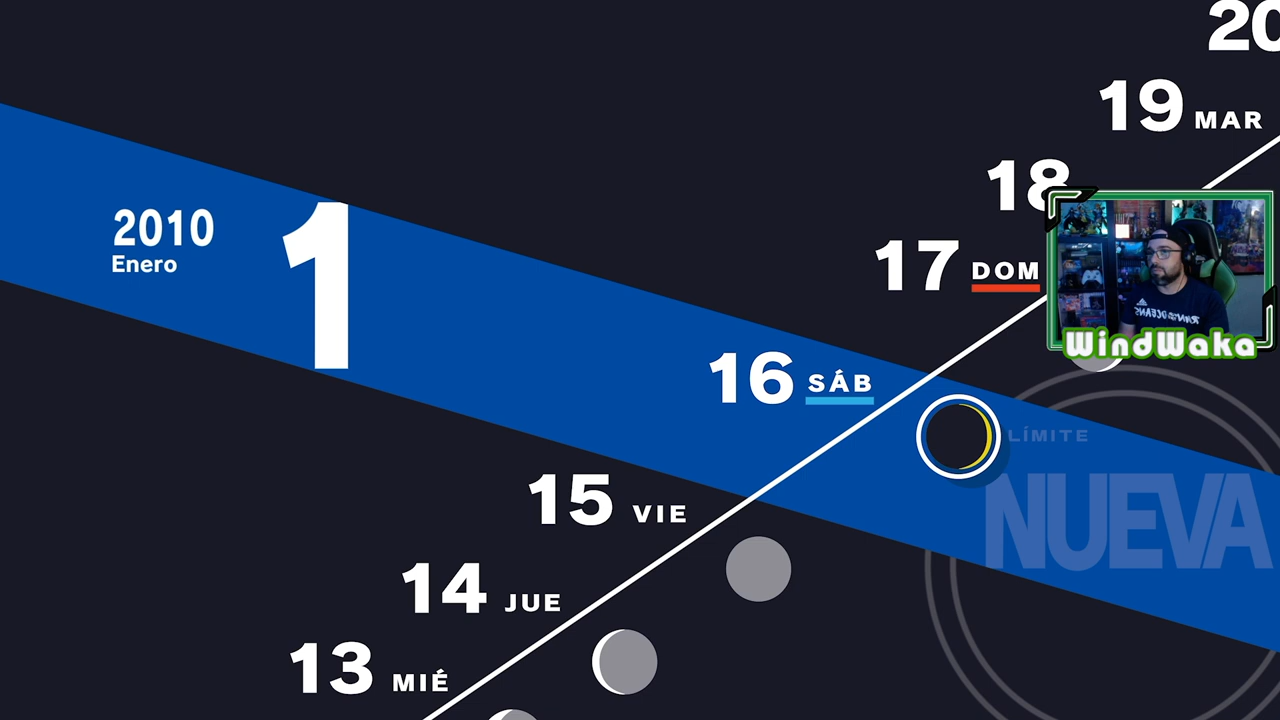 20
19 MAR
18
17 DOM
2010
Enero
1
16 SÁB
LÍMITE
NUEVA
15 VIE
14 JUE
13 MIÉ
WindWaka